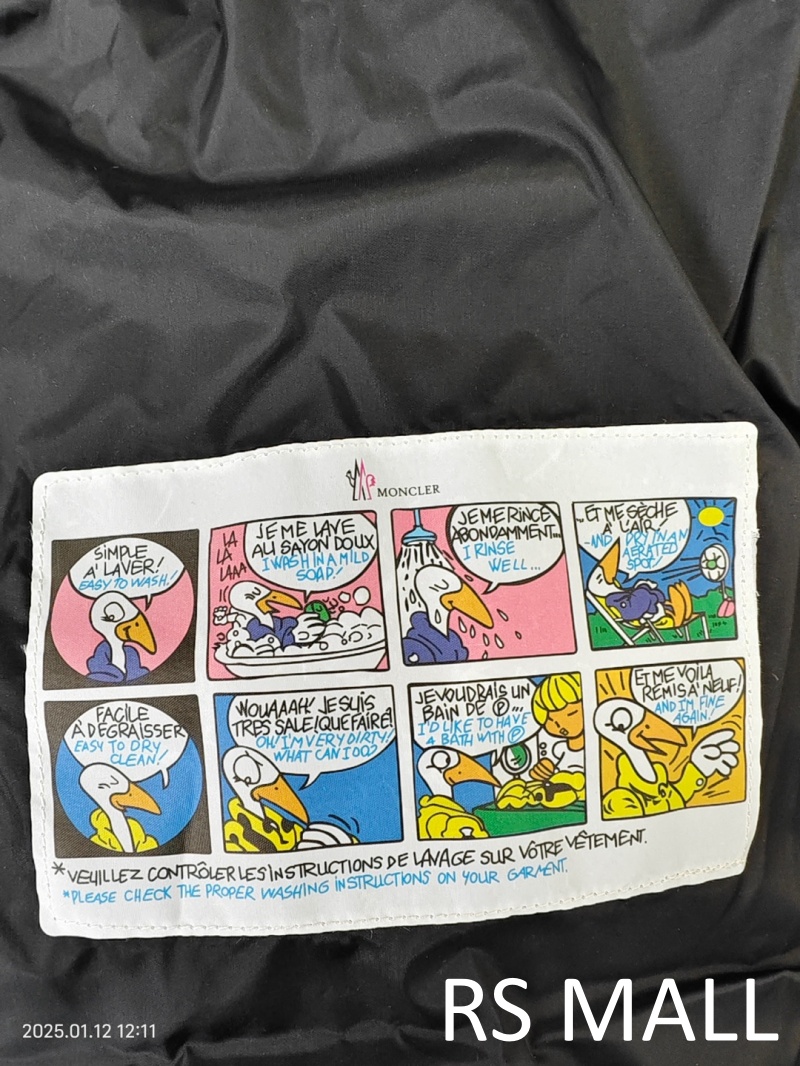 MONCLER
SIMPLE
A' LAVER!
EASY TO WASH!
LA
LA
LAAA
JE ME LAVE
AU SAYON DOUX
I WASH IN A MILD
SOAP!
JE ME RINCE
ABONDAMMENT...
I RINSE
WELL...
...ET ME SECHE
A' L'AIR!
...AND I DRY IN AN
AERATED
SPOT!
FACILE
A' DEGRAISSER
EASY TO DRY
CLEAN!
WOUAAAH! JE SUIS
TRES SALE! QUE FAIRE!
OH! I'M VERY DIRTY!
WHAT CAN I DO?
JE VOUDRAIS UN
BAIN DE Ⓟ...
I'D LIKE TO HAVE
A BATH WITH Ⓟ
ET ME VOILA
REMIS A' NEUF!
AND I'M FINE
AGAIN!
*VEUILLEZ CONTRÔLER LES INSTRUCTIONS DE LAVAGE SUR VÔTRE VÊTEMENT.
*PLEASE CHECK THE PROPER WASHING INSTRUCTIONS ON YOUR GARMENT.
2025.01.12 12:11
RS MALL